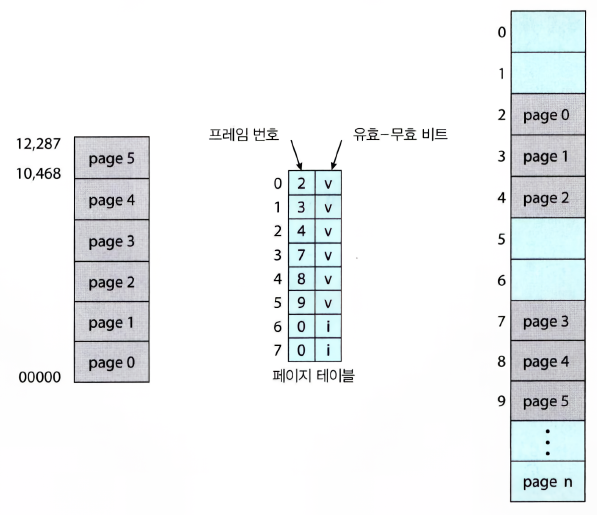 12,287
10,468
page 5
page 4
page 3
page 2
page 1
page 0
00000
프레임 번호
유효-무효 비트
0 2 v
1 3 v
2 4 v
3 7 v
4 8 v
5 9 v
6 0 i
7 0 i
페이지 테이블
0
1
2 page 0
3 page 1
4 page 2
5
6
7 page 3
8 page 4
9 page 5
⋮
page n